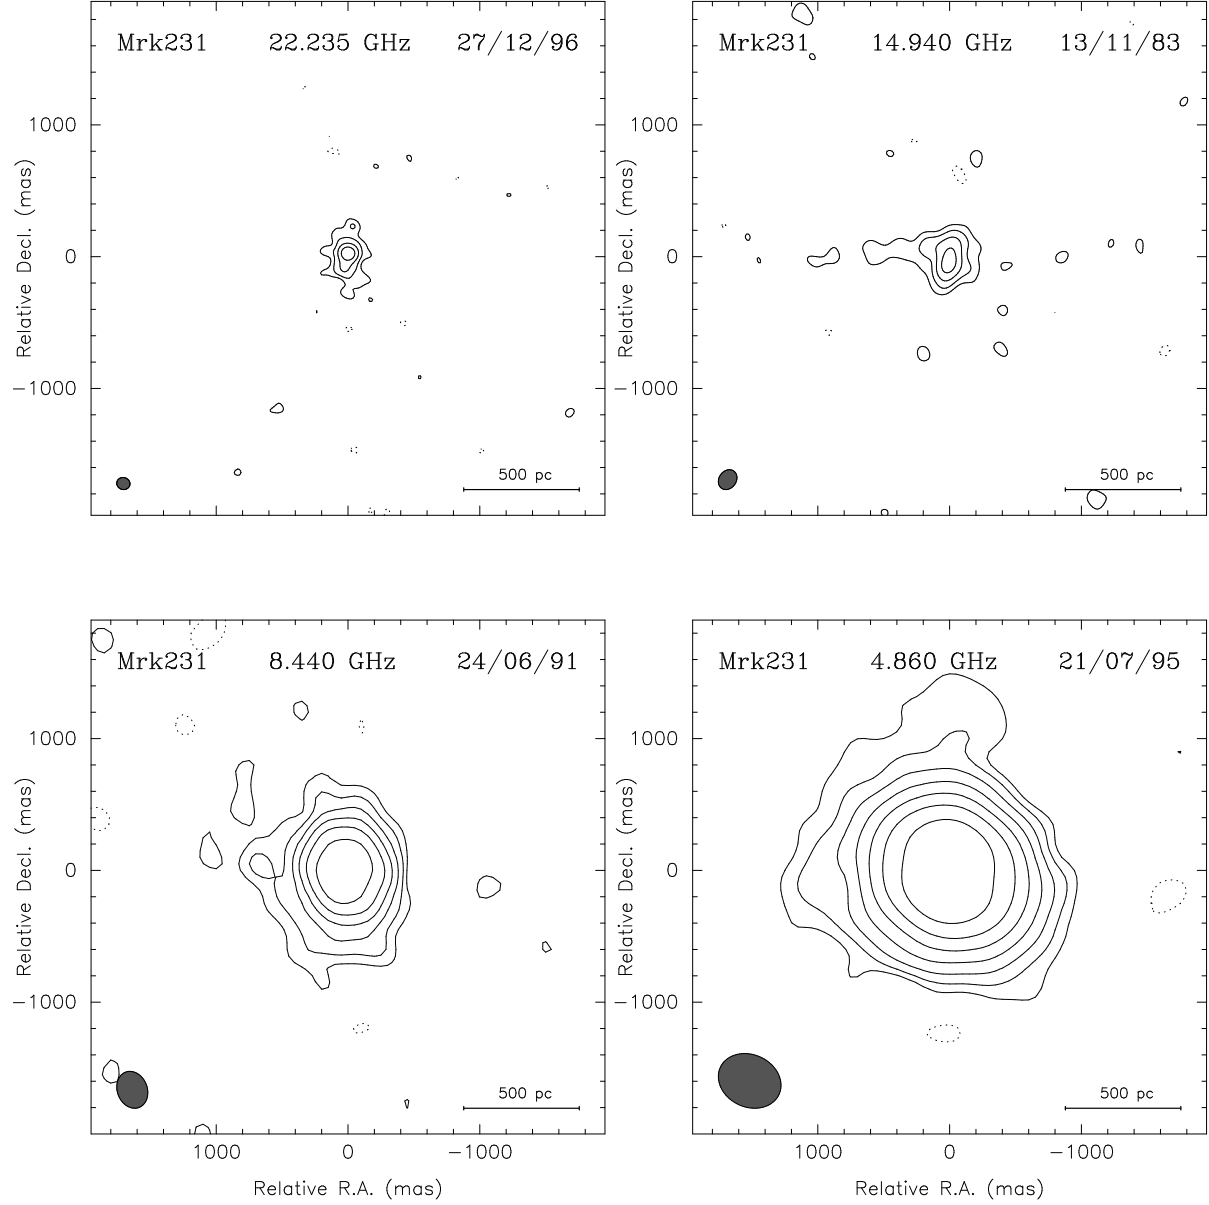 Mrk231 22.235 GHz 27/12/96
1000
0
−1000
Relative Decl. (mas)
500 pc
Mrk231 14.940 GHz 13/11/83
1000
0
−1000
Relative Decl. (mas)
500 pc
Mrk231 8.440 GHz 24/06/91
1000
0
−1000
Relative Decl. (mas)
500 pc
1000 0 −1000
Relative R.A. (mas)
Mrk231 4.860 GHz 21/07/95
1000
0
−1000
Relative Decl. (mas)
500 pc
1000 0 −1000
Relative R.A. (mas)